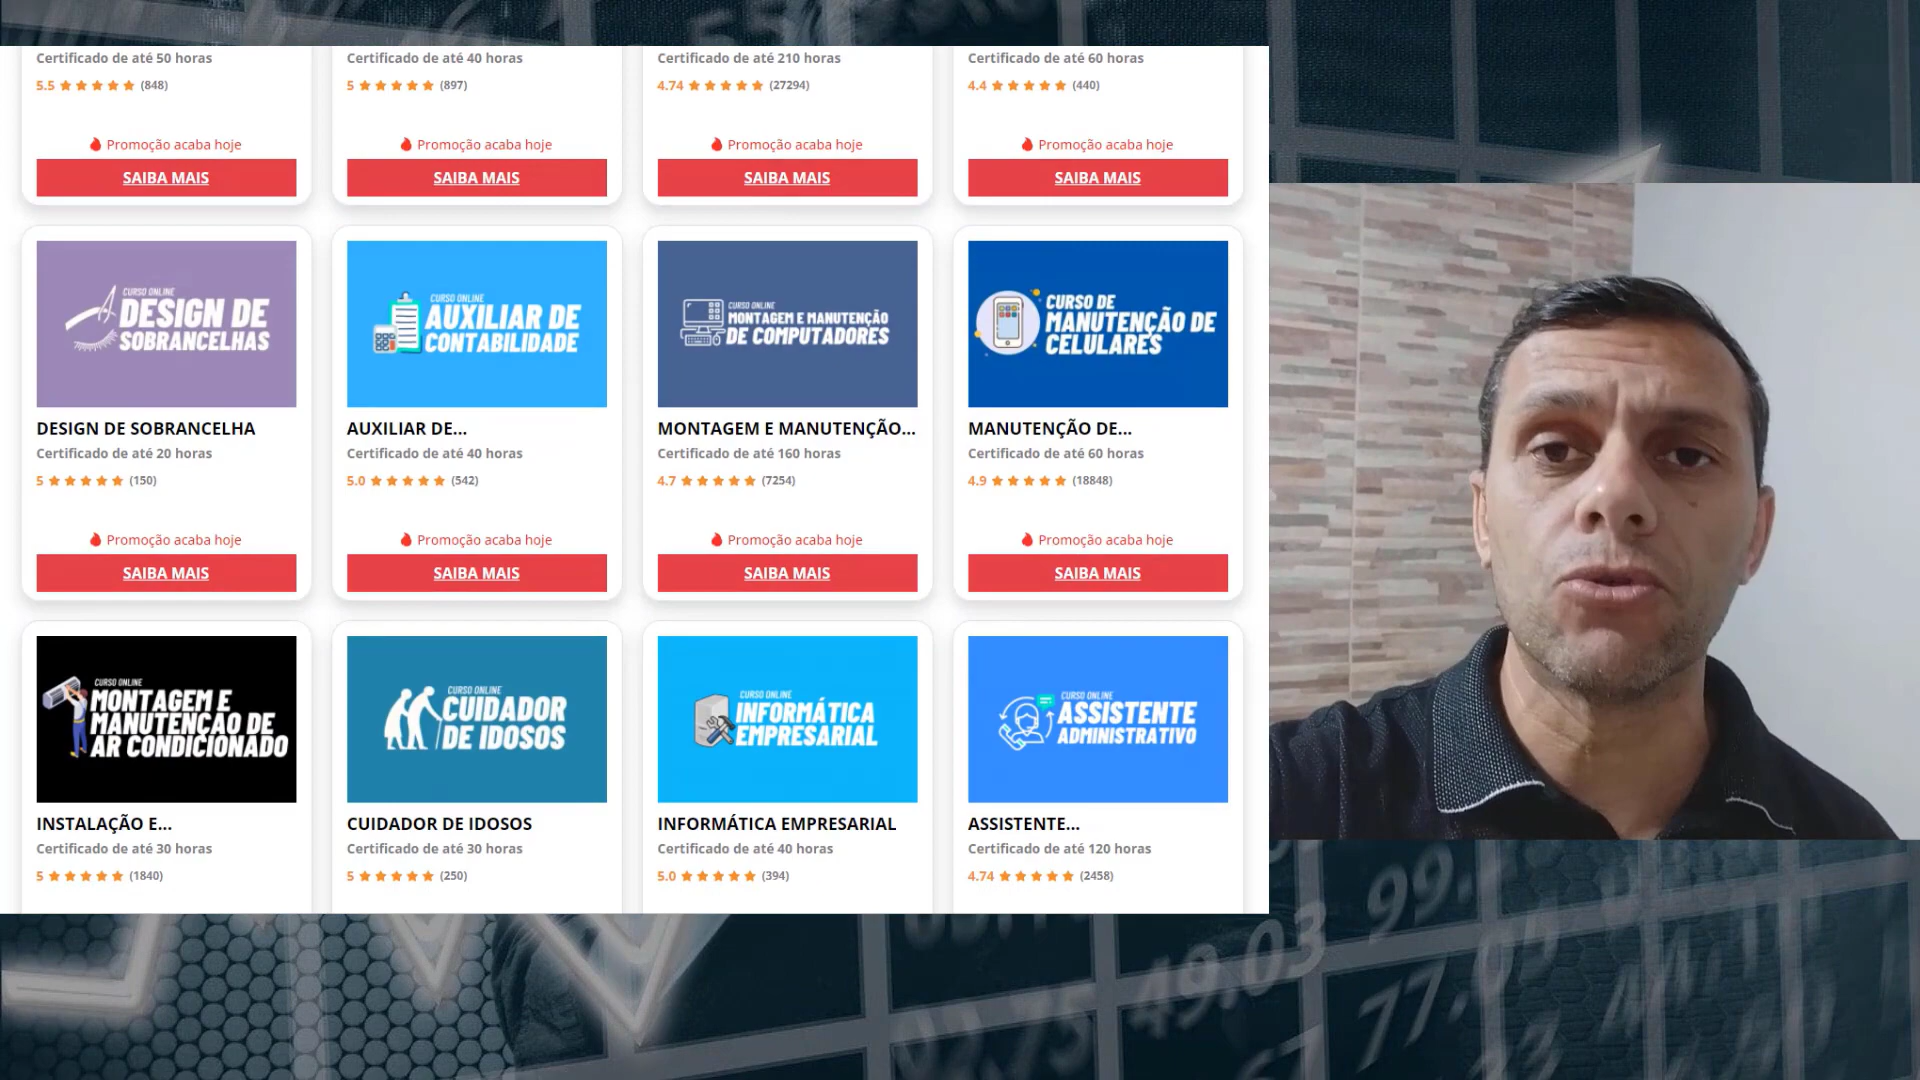 Certificado de até 50 horas
5.5 (848)
Promoção acaba hoje
SAIBA MAIS
Certificado de até 40 horas
5 (897)
Promoção acaba hoje
SAIBA MAIS
Certificado de até 210 horas
4.74 (27294)
Promoção acaba hoje
SAIBA MAIS
Certificado de até 60 horas
4.4 (440)
Promoção acaba hoje
SAIBA MAIS
CURSO ONLINE
DESIGN DE
SOBRANCELHAS
DESIGN DE SOBRANCELHA
Certificado de até 20 horas
5 (150)
Promoção acaba hoje
SAIBA MAIS
CURSO ONLINE
AUXILIAR DE
CONTABILIDADE
AUXILIAR DE...
Certificado de até 40 horas
5.0 (542)
Promoção acaba hoje
SAIBA MAIS
CURSO ONLINE
MONTAGEM E MANUTENÇÃO
DE COMPUTADORES
MONTAGEM E MANUTENÇÃO...
Certificado de até 160 horas
4.7 (7254)
Promoção acaba hoje
SAIBA MAIS
CURSO DE
MANUTENÇÃO DE
CELULARES
MANUTENÇÃO DE...
Certificado de até 60 horas
4.9 (18848)
Promoção acaba hoje
SAIBA MAIS
CURSO ONLINE
MONTAGEM E
MANUTENÇÃO DE
AR CONDICIONADO
INSTALAÇÃO E...
Certificado de até 30 horas
5 (1840)
CURSO ONLINE
CUIDADOR
DE IDOSOS
CUIDADOR DE IDOSOS
Certificado de até 30 horas
5 (250)
CURSO ONLINE
INFORMÁTICA
EMPRESARIAL
INFORMÁTICA EMPRESARIAL
Certificado de até 40 horas
5.0 (394)
CURSO ONLINE
ASSISTENTE
ADMINISTRATIVO
ASSISTENTE...
Certificado de até 120 horas
4.74 (2458)
49.03